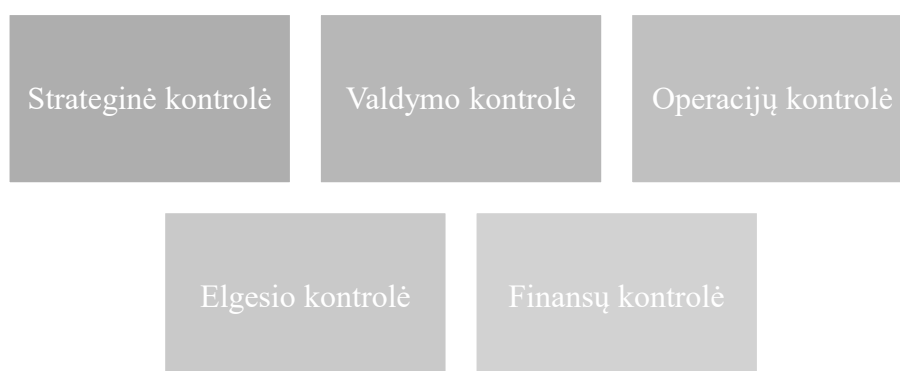 Strateginė kontrolė
Valdymo kontrolė
Operacijų kontrolė
Elgesio kontrolė
Finansų kontrolė